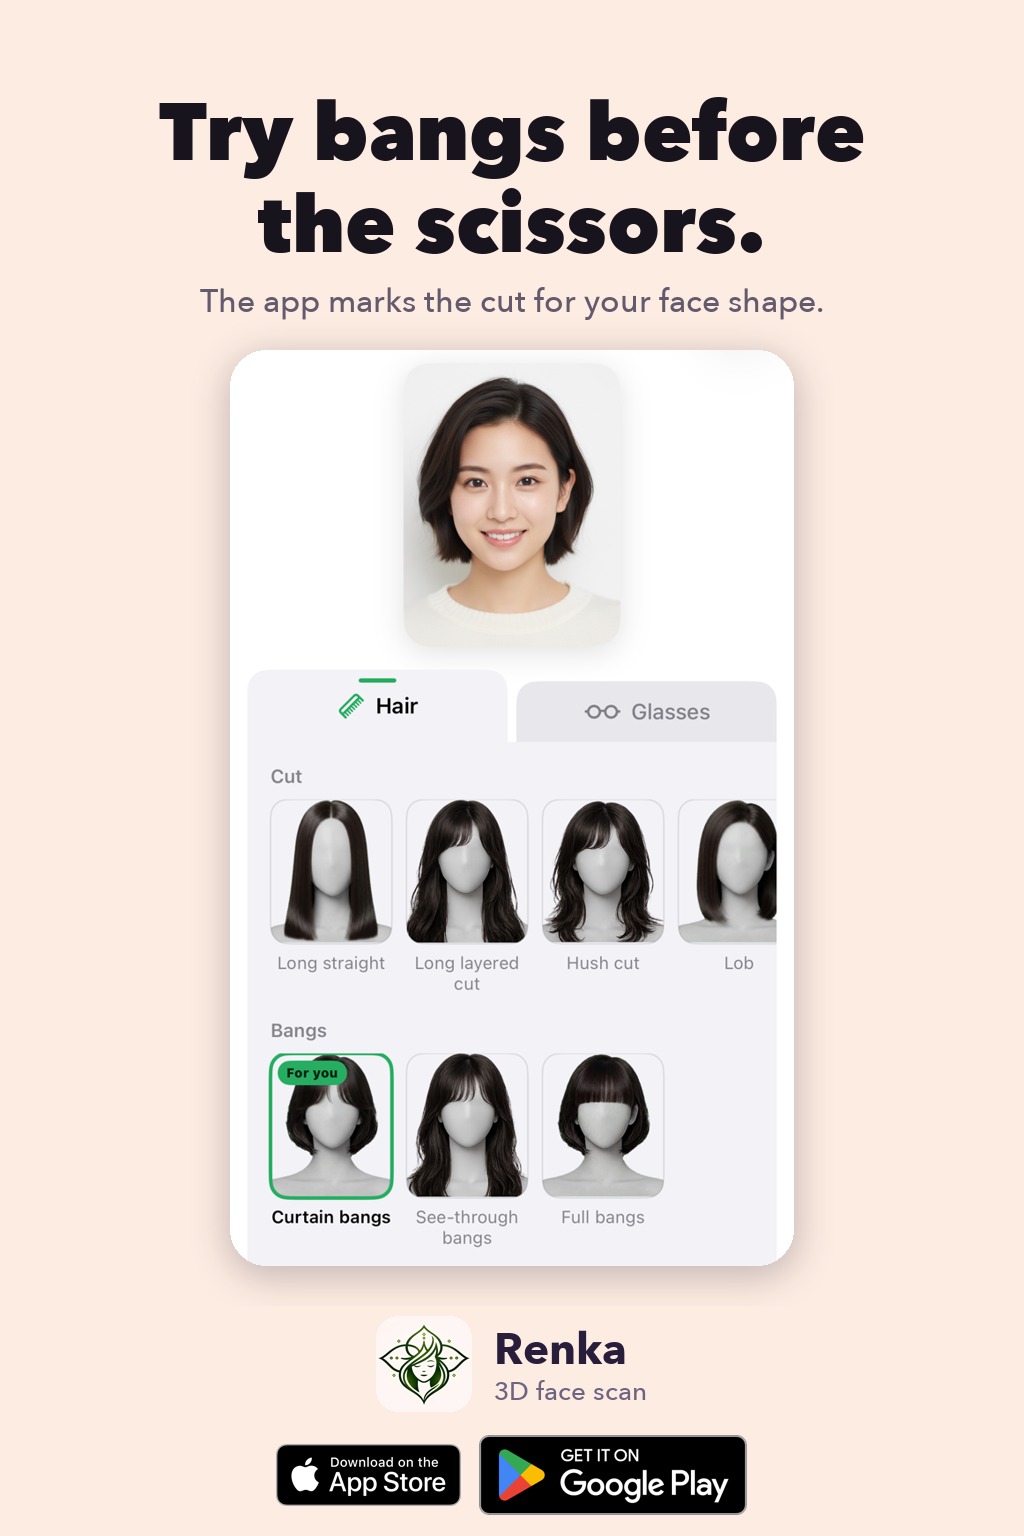 Try bangs before
the scissors.
The app marks the cut for your face shape.
Hair
Glasses
Cut
Long straight
Long layered
cut
Hush cut
Lob
Bangs
For you
Curtain bangs
See-through
bangs
Full bangs
Renka
3D face scan
Download on the
App Store
GET IT ON
Google Play